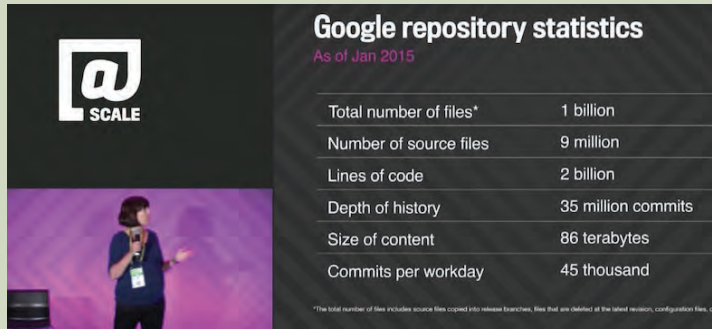 @
SCALE
Google repository statistics
As of Jan 2015
Total number of files* 1 billion
Number of source files 9 million
Lines of code 2 billion
Depth of history 35 million commits
Size of content 86 terabytes
Commits per workday 45 thousand
*The total number of files includes source files copied into release branches, files that are deleted at the latest revision, configuration files,